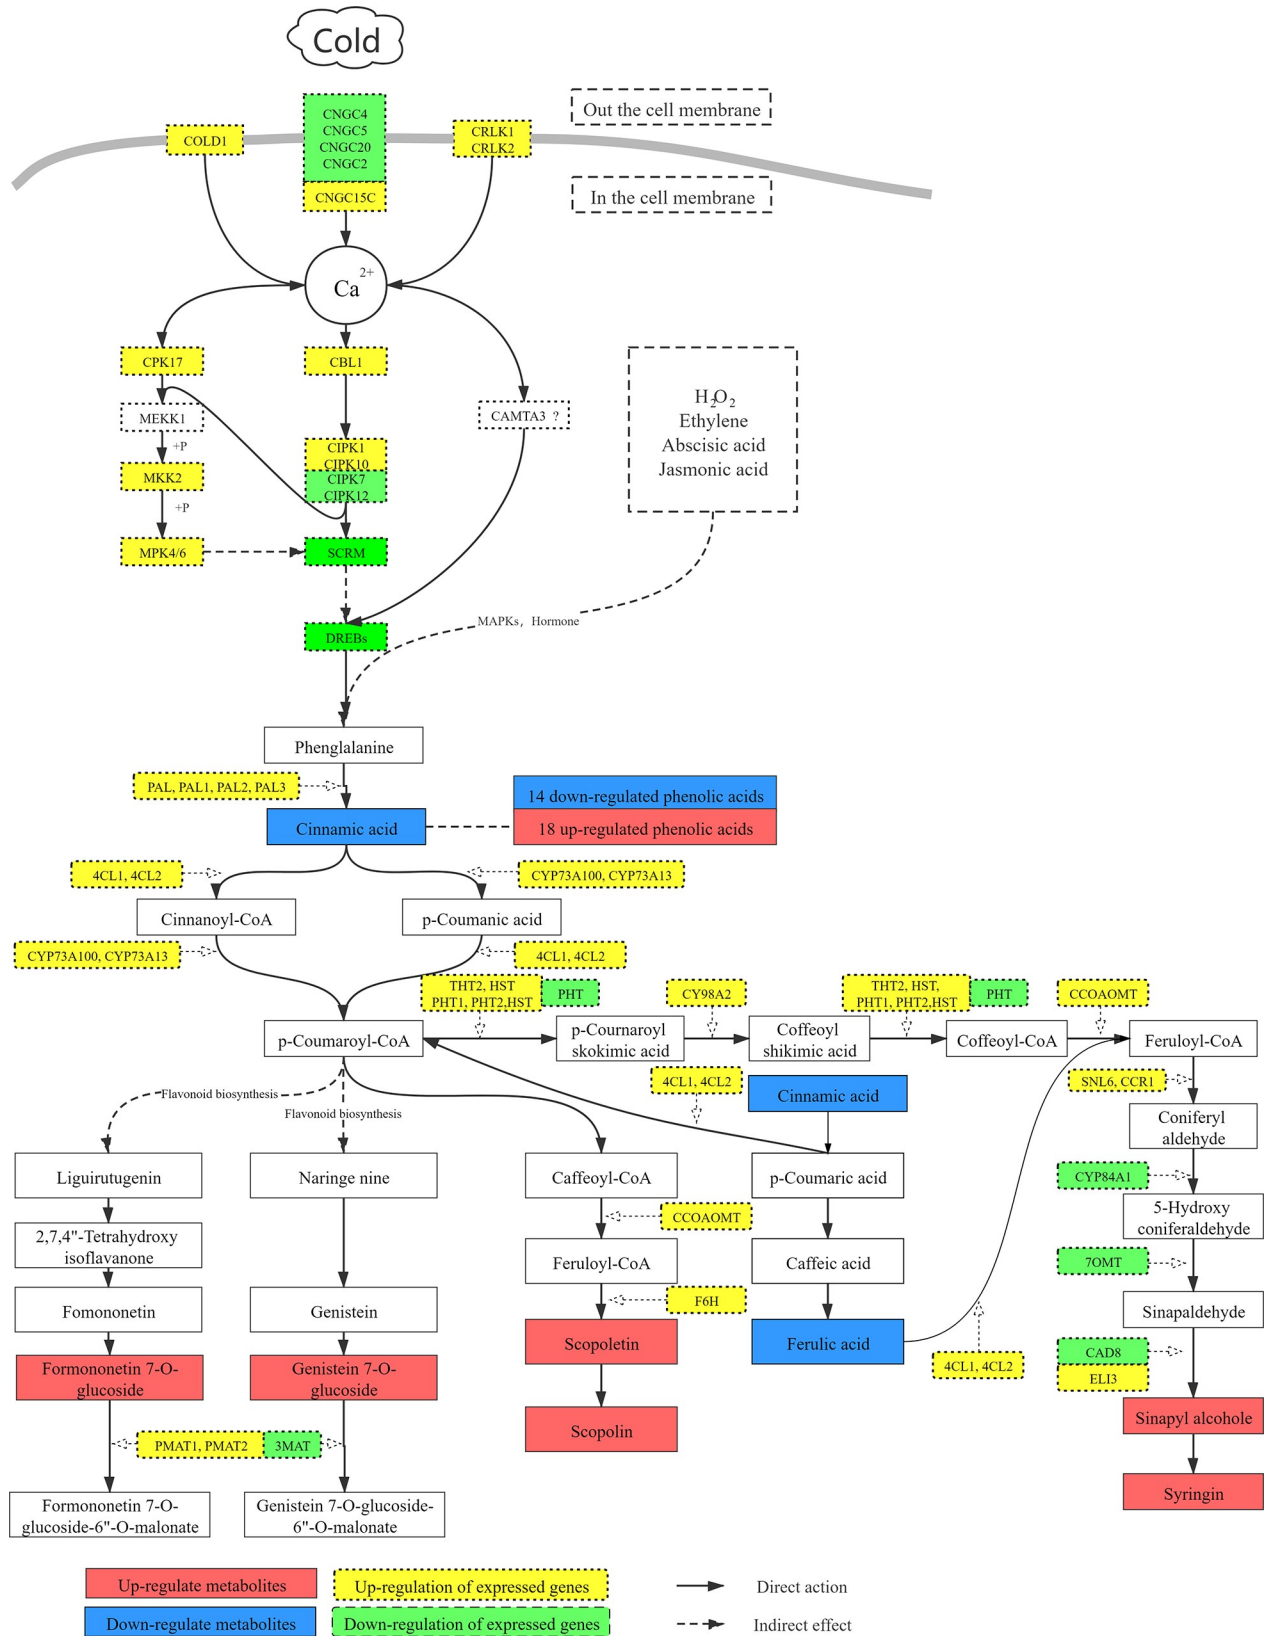 Cold
Out the cell membrane
CNGC4
CNGC5
CNGC20
CNGC2
COLD1
CRLK1
CRLK2
CNGC15C
In the cell membrane
Ca 2+
CPK17
CBL1
CAMTA3 ?
MEKK1
+P
MKK2
+P
MPK4/6
CIPK1
CIPK10
CIPK7
CIPK12
SCRM
DREBs
H2O2
Ethylene
Abscisic acid
Jasmonic acid
MAPKs, Hormone
Phenglalanine
PAL, PAL1, PAL2, PAL3
14 down-regulated phenolic acids
Cinnamic acid
18 up-regulated phenolic acids
4CL1, 4CL2
CYP73A100, CYP73A13
Cinnanoyl-CoA
p-Coumanic acid
CYP73A100, CYP73A13
4CL1, 4CL2
THT2, HST
PHT1, PHT2,HST
PHT
CY98A2
THT2, HST,
PHT1, PHT2,HST
PHT
CCOAOMT
p-Coumaroyl-CoA
p-Cournaroyl
skokimic acid
Coffeoyl
shikimic acid
Coffeoyl-CoA
Feruloyl-CoA
Flavonoid biosynthesis
Flavonoid biosynthesis
4CL1, 4CL2
Cinnamic acid
SNL6, CCR1
Coniferyl
aldehyde
Liguirutugenin
Naringe nine
Caffeoyl-CoA
p-Coumaric acid
CYP84A1
2,7,4"-Tetrahydroxy
isoflavanone
CCOAOMT
5-Hydroxy
coniferaldehyde
Feruloyl-CoA
Caffeic acid
7OMT
Fomononetin
Genistein
F6H
Sinapaldehyde
Scopoletin
Ferulic acid
4CL1, 4CL2
CAD8
ELI3
Formononetin 7-O-
glucoside
Genistein 7-O-
glucoside
Scopolin
Sinapyl alcohole
PMAT1, PMAT2
3MAT
Syringin
Formononetin 7-O-
glucoside-6"-O-malonate
Genistein 7-O-glucoside-
6"-O-malonate
Up-regulate metabolites
Up-regulation of expressed genes
Direct action
Down-regulate metabolites
Down-regulation of expressed genes
Indirect effect